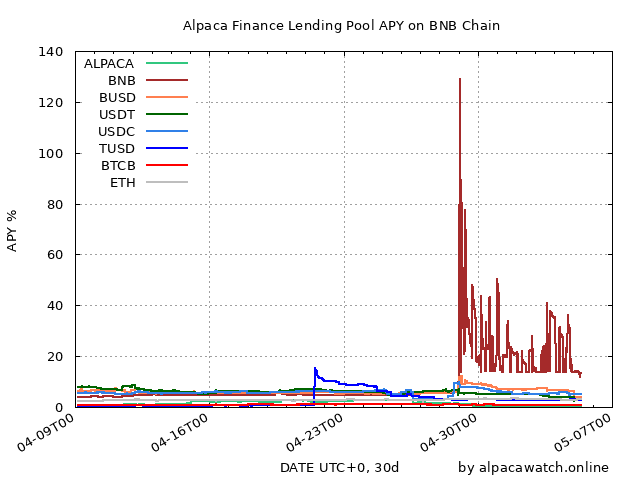 Alpaca Finance Lending Pool APY on BNB Chain
140
120
100
80
60
40
20
0
APY %
ALPACA
BNB
BUSD
USDT
USDC
TUSD
BTCB
ETH
04-09T00
04-16T00
04-23T00
04-30T00
05-07T00
DATE UTC+0, 30d
by alpacawatch.online